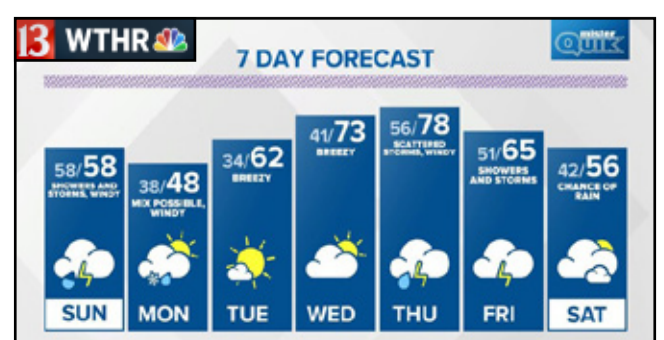 13 WTHR
mister
QUIK
7 DAY FORECAST
58/58
SHOWERS AND
STORMS, WINDY
SUN
38/48
MIX POSSIBLE,
WINDY
MON
34/62
BREEZY
TUE
41/73
BREEZY
WED
56/78
SCATTERED
STORMS, WINDY
THU
51/65
SHOWERS
AND STORMS
FRI
42/56
CHANCE OF
RAIN
SAT